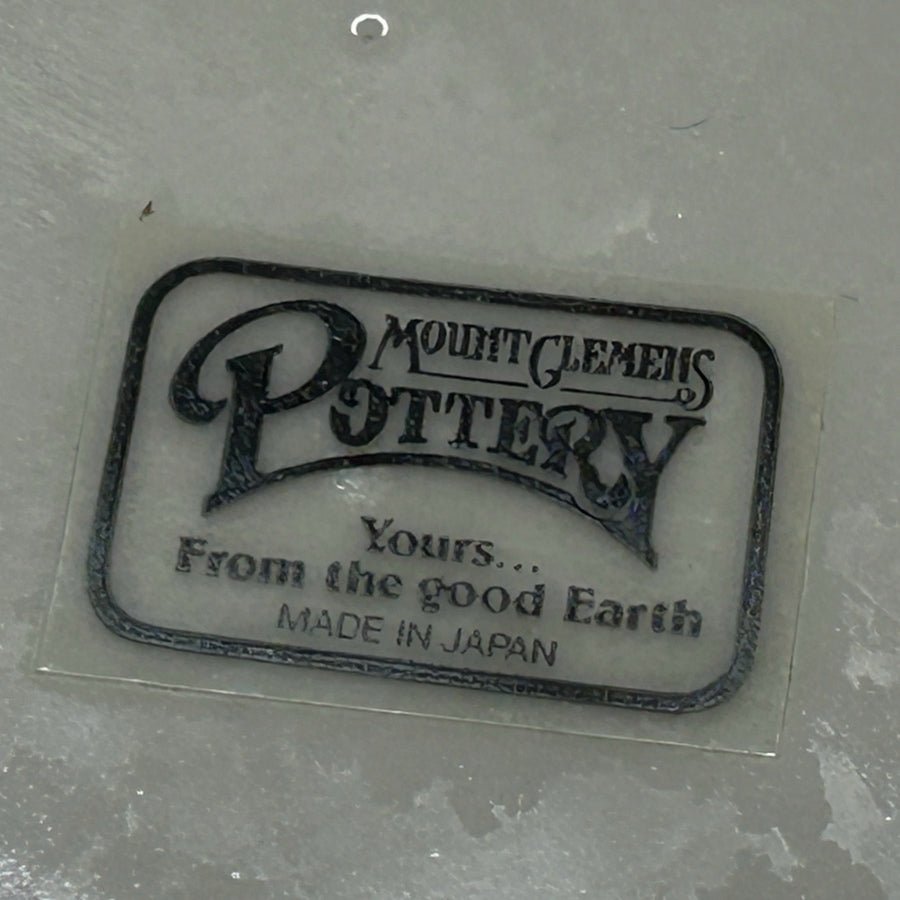 MOUNT CLEMENS
POTTERY
Yours...
From the good Earth
MADE IN JAPAN